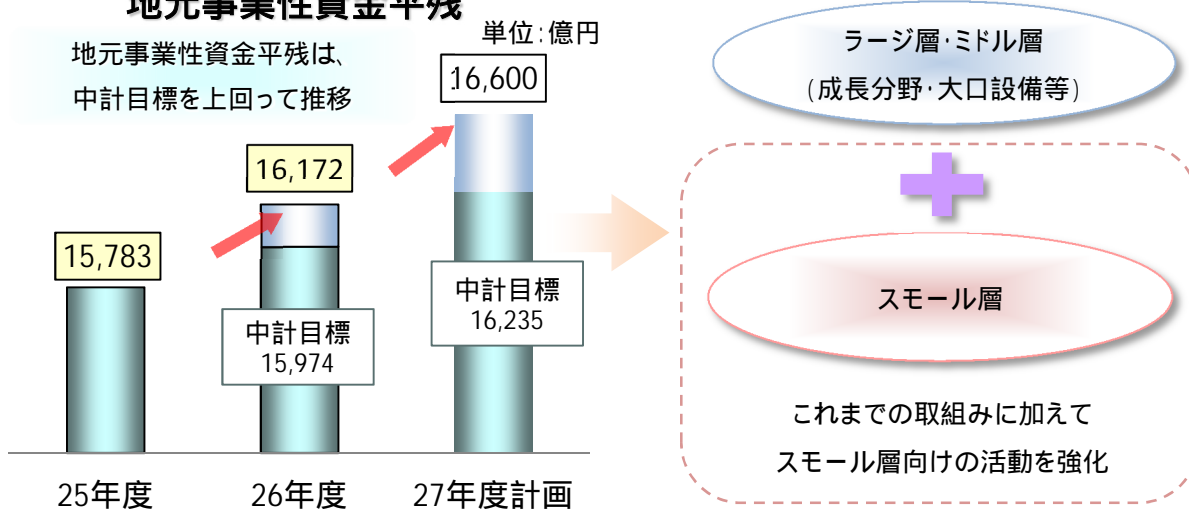 地元事業性資金平残
単位:億円
地元事業性資金平残は、
中計目標を上回って推移
16,600
16,172
15,783
中計目標
16,235
中計目標
15,974
25年度
26年度
27年度計画
ラージ層・ミドル層
(成長分野・大口設備等)
スモール層
これまでの取組みに加えて
スモール層向けの活動を強化